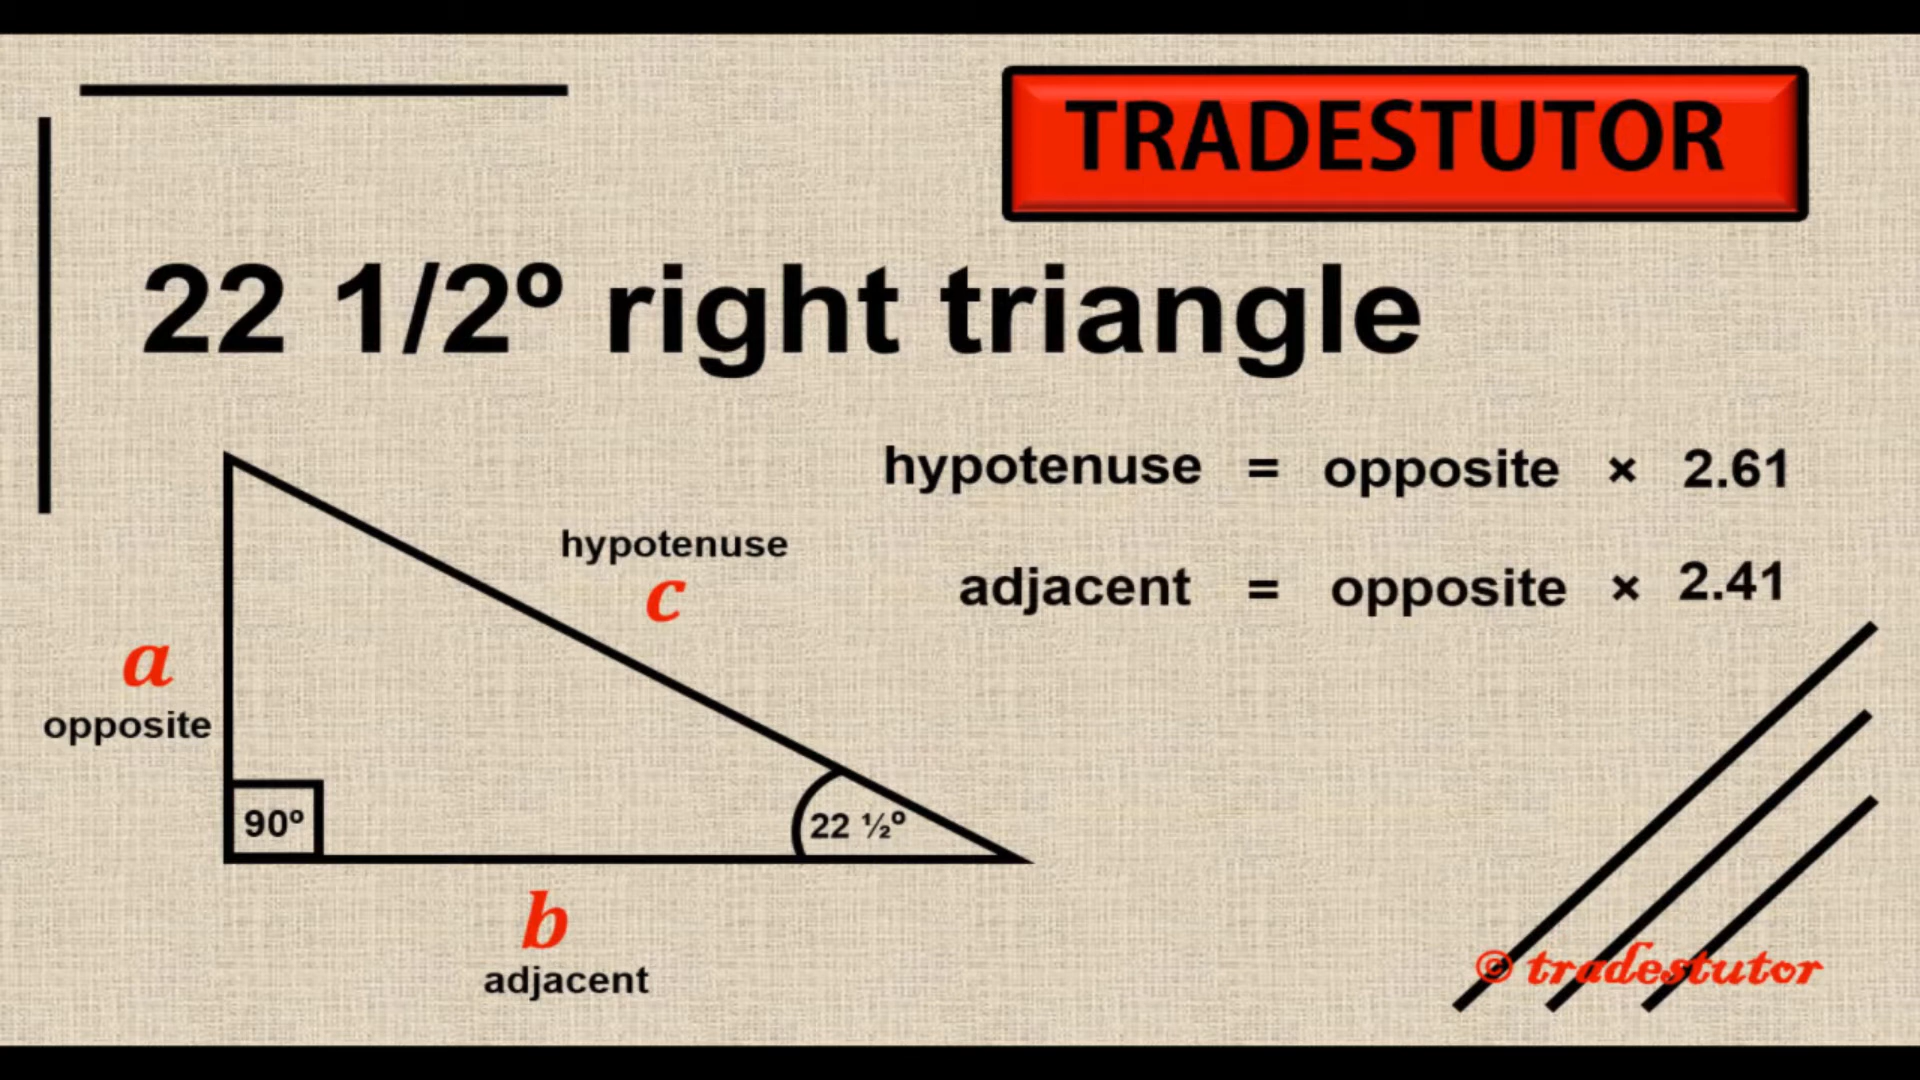 TRADESTUTOR
22 1/2º right triangle
hypotenuse = opposite × 2.61
adjacent = opposite × 2.41
hypotenuse
c
a
opposite
90º
22 ½º
b
adjacent
© tradestutor